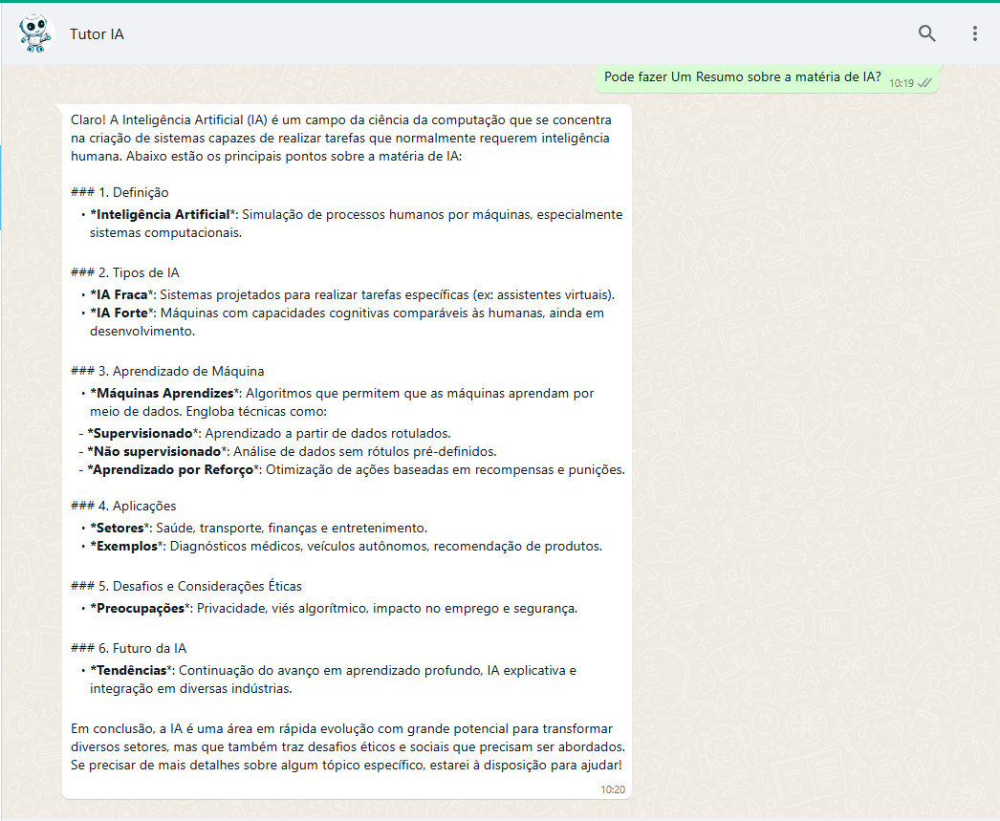 Tutor IA
Pode fazer Um Resumo sobre a matéria de IA?
10:19
Claro! A Inteligência Artificial (IA) é um campo da ciência da computação que se concentra
na criação de sistemas capazes de realizar tarefas que normalmente requerem inteligência
humana. Abaixo estão os principais pontos sobre a matéria de IA:
### 1. Definição
• *Inteligência Artificial*: Simulação de processos humanos por máquinas, especialmente
sistemas computacionais.
### 2. Tipos de IA
• *IA Fraca*: Sistemas projetados para realizar tarefas específicas (ex: assistentes virtuais).
• *IA Forte*: Máquinas com capacidades cognitivas comparáveis às humanas, ainda em
desenvolvimento.
### 3. Aprendizado de Máquina
• *Máquinas Aprendizes*: Algoritmos que permitem que as máquinas aprendam por
meio de dados. Engloba técnicas como:
- *Supervisionado*: Aprendizado a partir de dados rotulados.
- *Não supervisionado*: Análise de dados sem rótulos pré-definidos.
- *Aprendizado por Reforço*: Otimização de ações baseadas em recompensas e punições.
### 4. Aplicações
• *Setores*: Saúde, transporte, finanças e entretenimento.
• *Exemplos*: Diagnósticos médicos, veículos autônomos, recomendação de produtos.
### 5. Desafios e Considerações Éticas
• *Preocupações*: Privacidade, viés algorítmico, impacto no emprego e segurança.
### 6. Futuro da IA
• *Tendências*: Continuação do avanço em aprendizado profundo, IA explicativa e
integração em diversas indústrias.
Em conclusão, a IA é uma área em rápida evolução com grande potencial para transformar
diversos setores, mas que também traz desafios éticos e sociais que precisam ser abordados.
Se precisar de mais detalhes sobre algum tópico específico, estarei à disposição para ajudar!
10:20